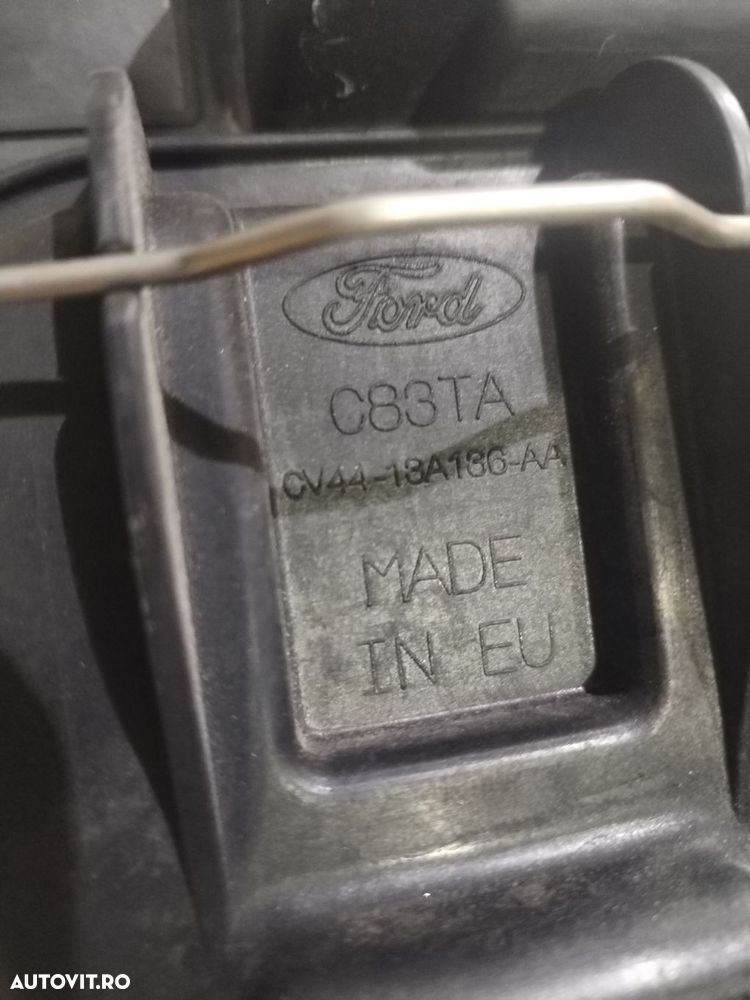 Ford
C83TA
CV44-13A186-AA
MADE
IN EU
AUTOVIT.RO